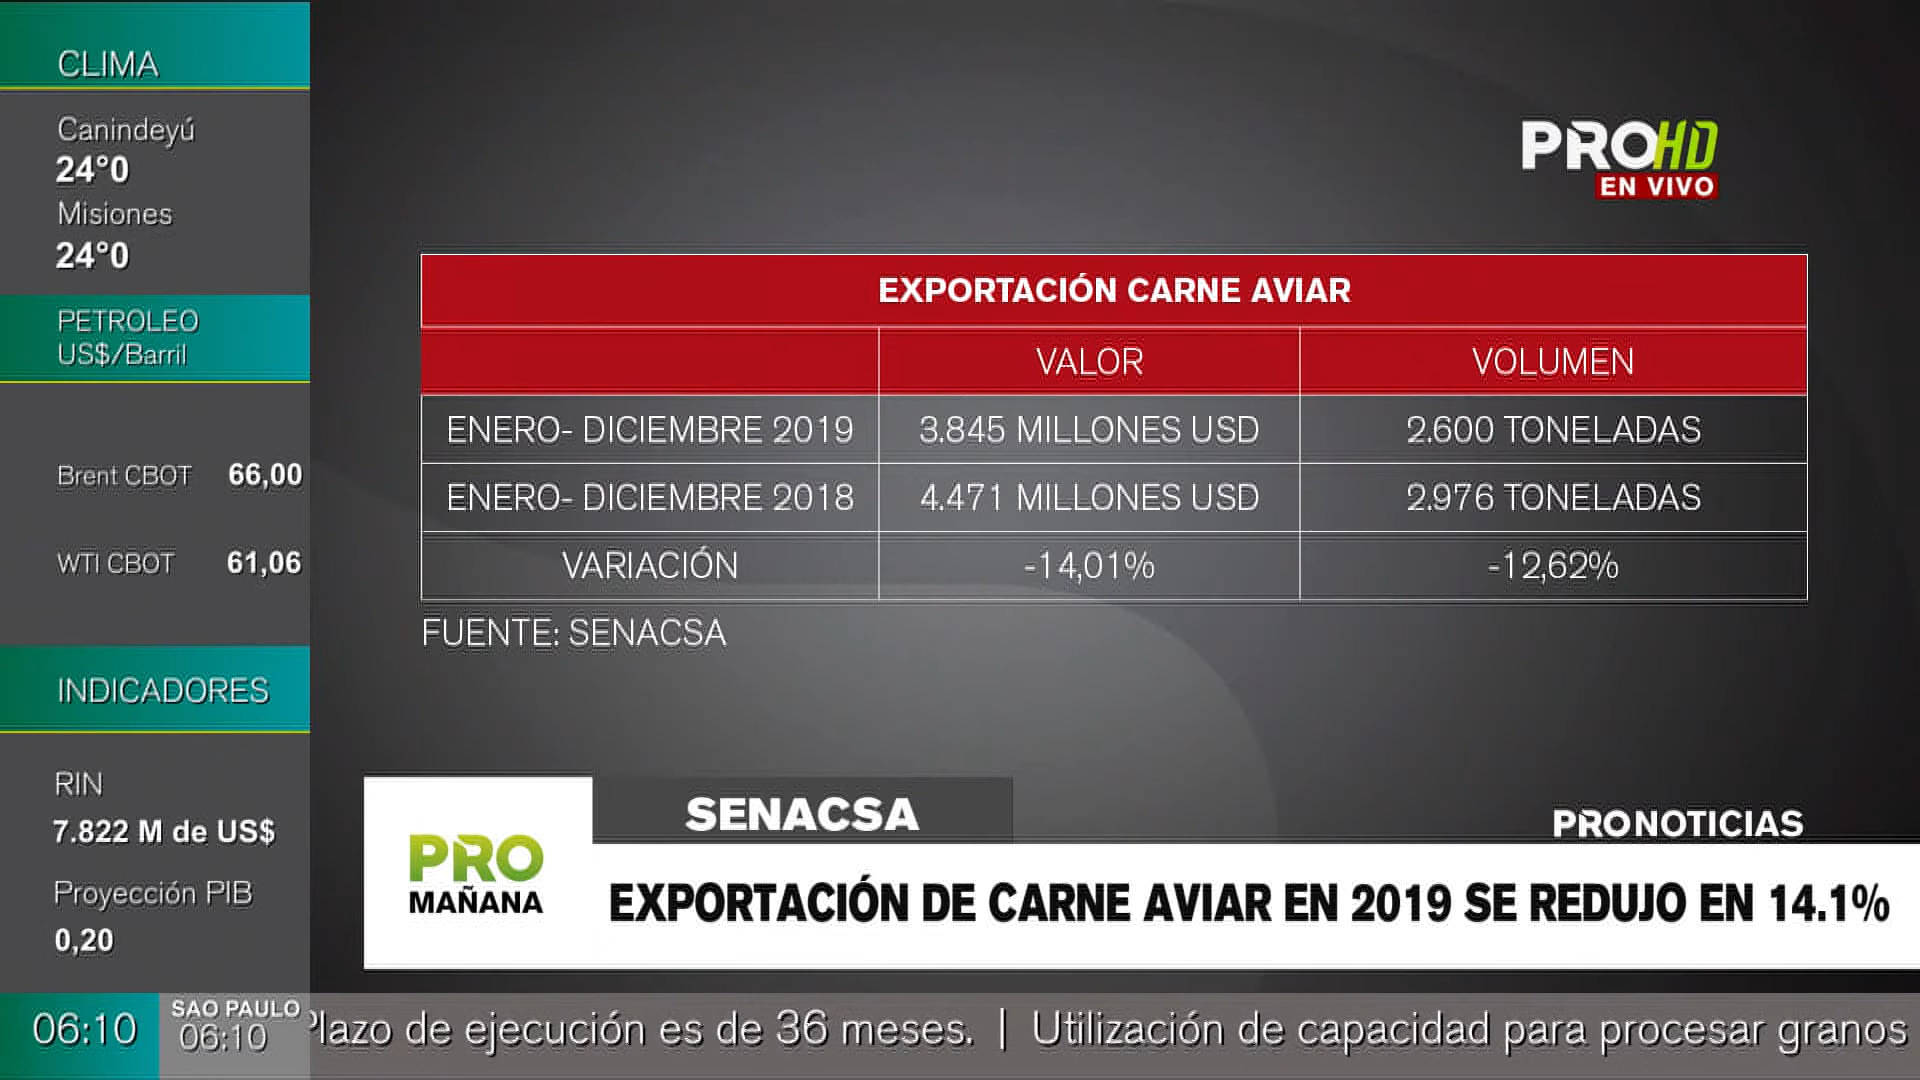 CLIMA
Canindeyú
24°0
Misiones
24°0
PETROLEO
US$/Barril
Brent CBOT 66,00
WTI CBOT 61,06
INDICADORES
RIN
7.822 M de US$
Proyección PIB
0,20
PROHD
EN VIVO
EXPORTACIÓN CARNE AVIAR
VALOR VOLUMEN
ENERO- DICIEMBRE 2019 3.845 MILLONES USD 2.600 TONELADAS
ENERO- DICIEMBRE 2018 4.471 MILLONES USD 2.976 TONELADAS
VARIACIÓN -14,01% -12,62%
FUENTE: SENACSA
SENACSA
PRONOTICIAS
PRO
MAÑANA
EXPORTACIÓN DE CARNE AVIAR EN 2019 SE REDUJO EN 14.1%
06:10
SAO PAULO
06:10
Plazo de ejecución es de 36 meses. | Utilización de capacidad para procesar granos